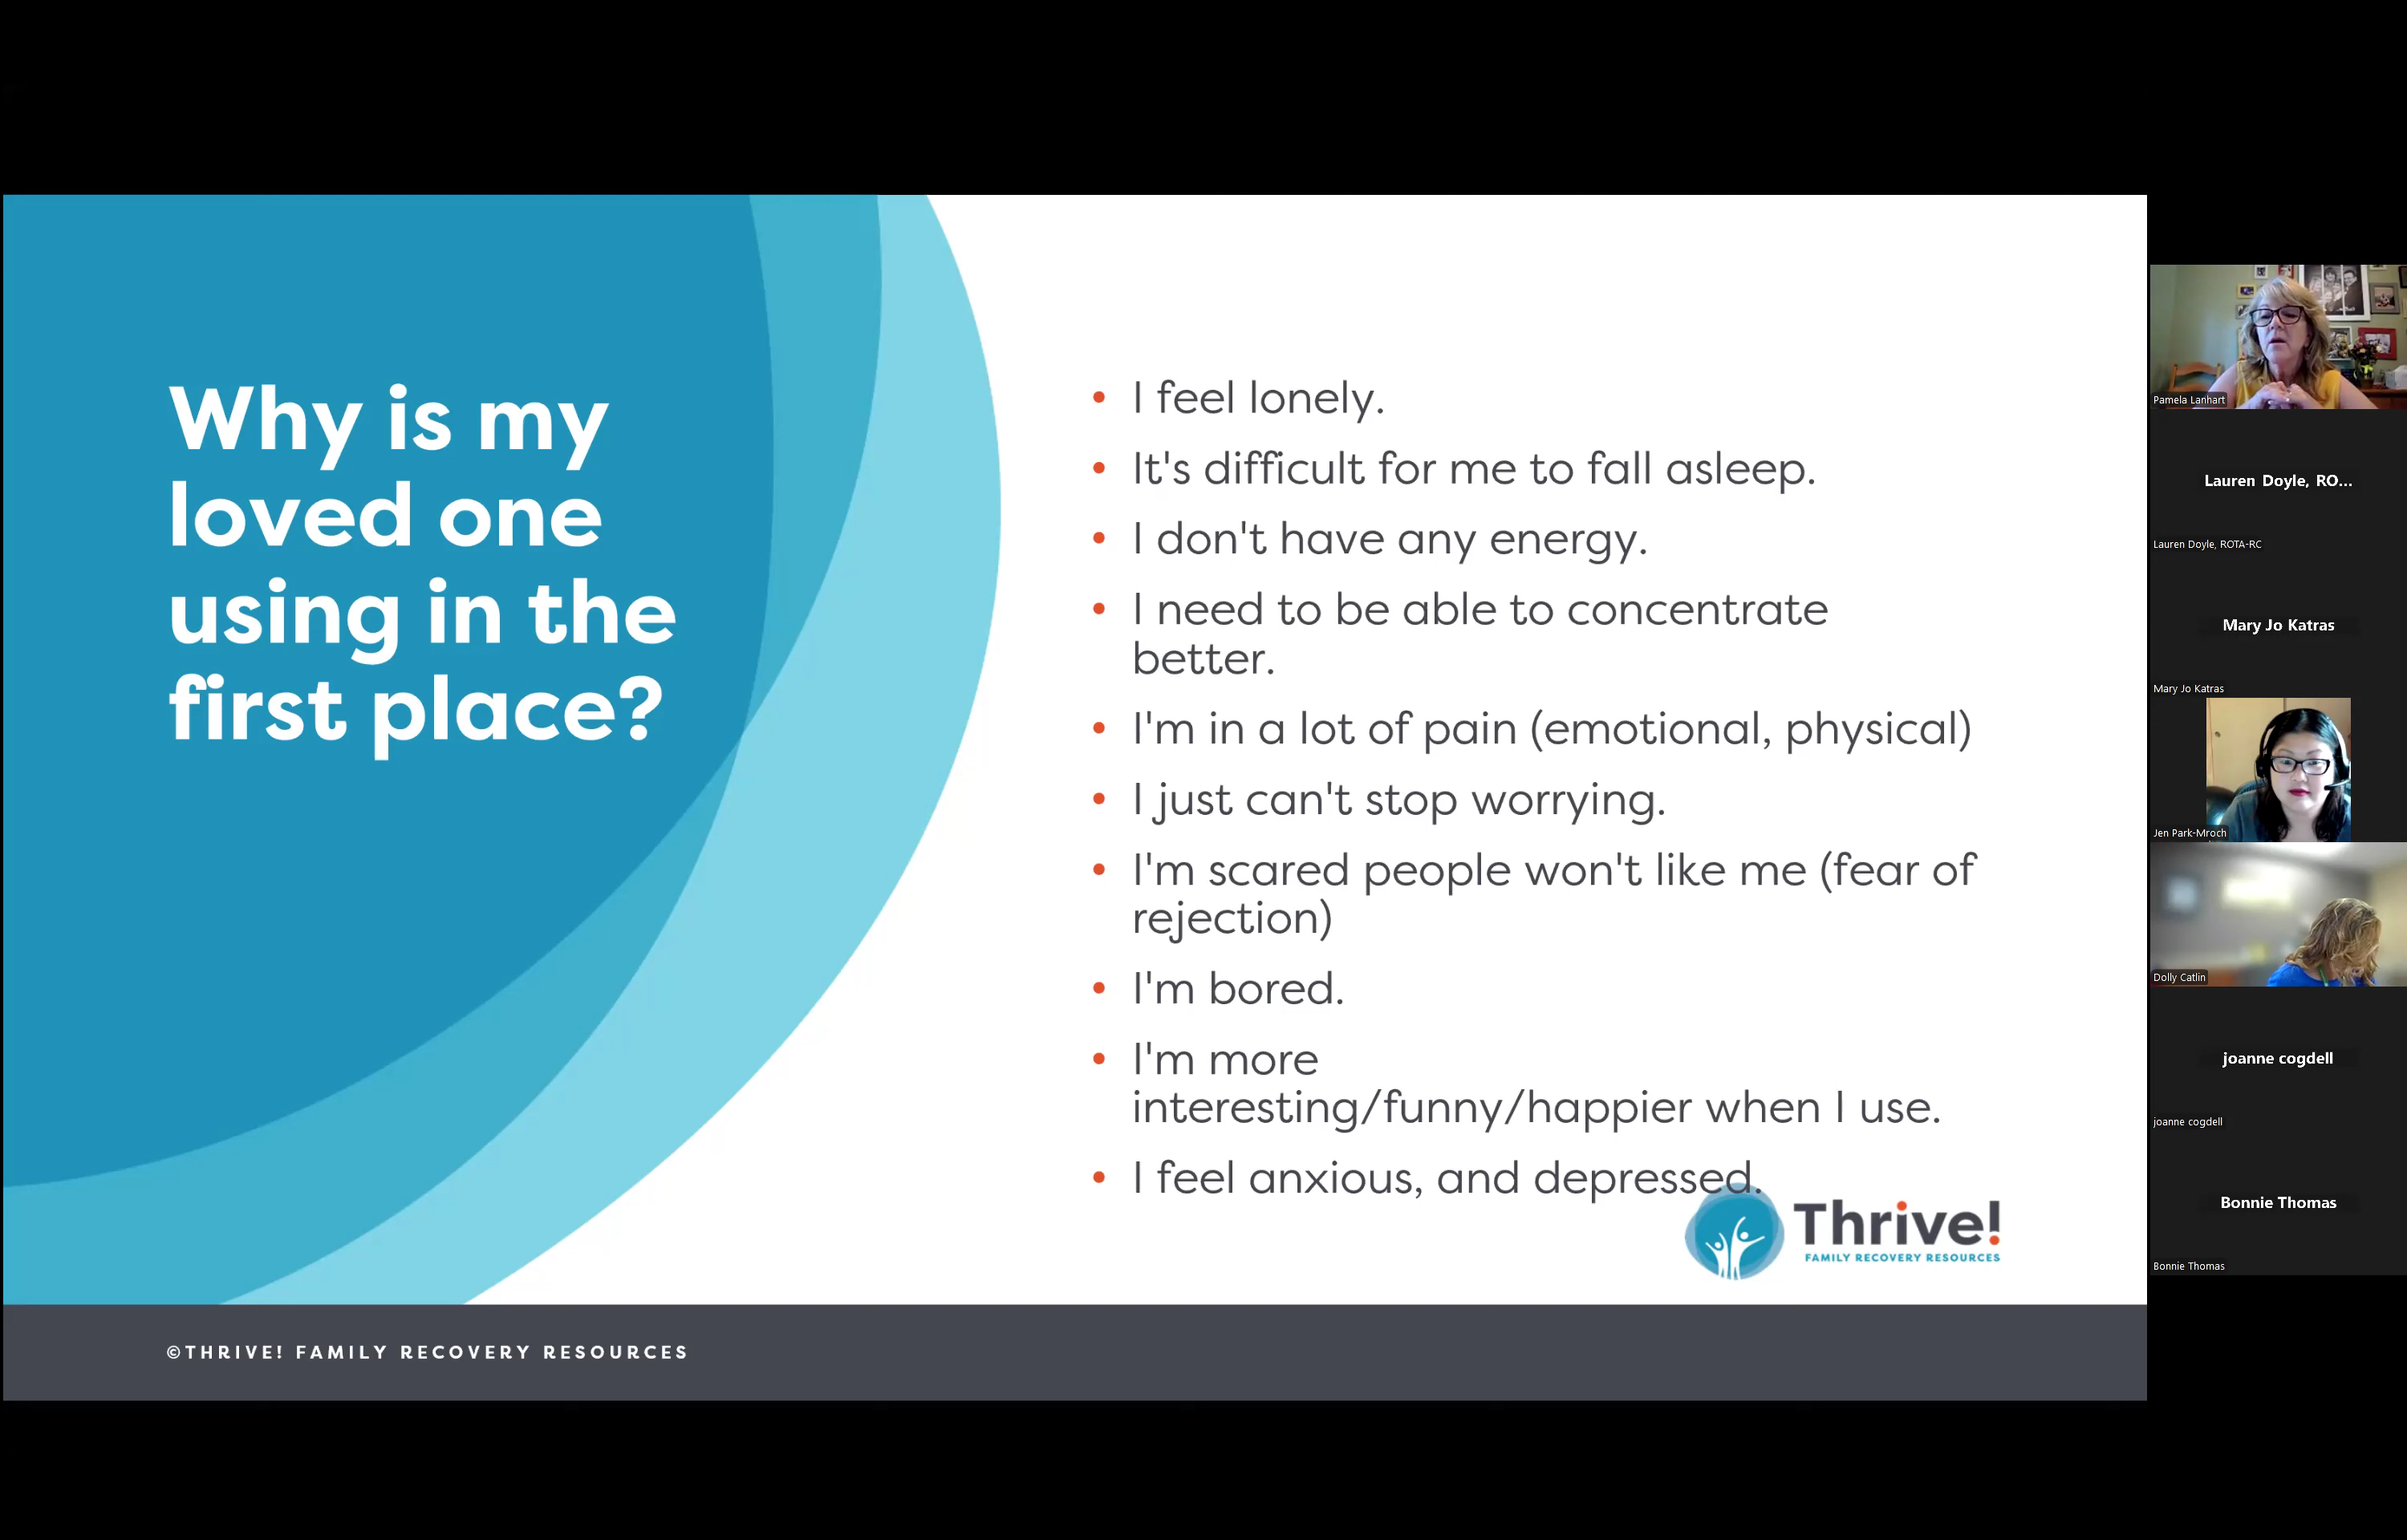 Why is my
loved one
using in the
first place?
• I feel lonely.
• It's difficult for me to fall asleep.
• I don't have any energy.
• I need to be able to concentrate
better.
• I'm in a lot of pain (emotional, physical)
• I just can't stop worrying.
• I'm scared people won't like me (fear of
rejection)
• I'm bored.
• I'm more
interesting/funny/happier when I use.
• I feel anxious, and depressed.
Thrive!
FAMILY RECOVERY RESOURCES
©THRIVE! FAMILY RECOVERY RESOURCES
Pamela Lanhart
Lauren Doyle, RO...
Lauren Doyle, ROTA-RC
Mary Jo Katras
Mary Jo Katras
Jen Park-Mroch
Dolly Catlin
joanne cogdell
joanne cogdell
Bonnie Thomas
Bonnie Thomas